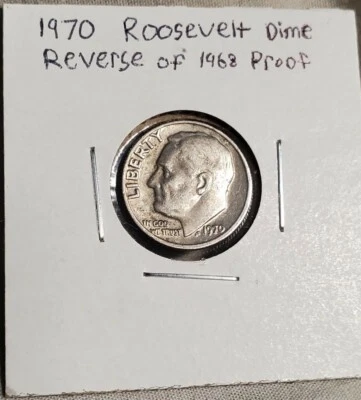 1970 Roosevelt Dime
Reverse of 1968 Proof
LIBERTY
IN GOD
WE TRUST
1970